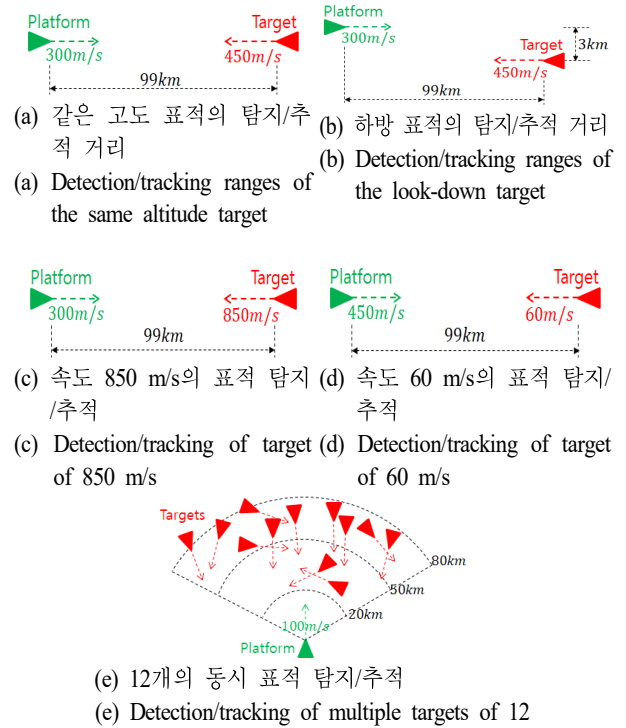 Platform
Target
300m/s
450m/s
99km
(a) 같은 고도 표적의 탐지/추
적 거리
(a) Detection/tracking ranges of
the same altitude target
Platform
300m/s
Target
3km
450m/s
99km
(b) 하방 표적의 탐지/추적 거리
(b) Detection/tracking ranges of
the look-down target
Platform
Target
300m/s
850m/s
99km
(c) 속도 850 m/s의 표적 탐지
/추적
(c) Detection/tracking of target
of 850 m/s
Platform
Target
450m/s
60m/s
99km
(d) 속도 60 m/s의 표적 탐지/
추적
(d) Detection/tracking of target
of 60 m/s
Targets
80km
50km
20km
100m/s
Platform
(e) 12개의 동시 표적 탐지/추적
(e) Detection/tracking of multiple targets of 12